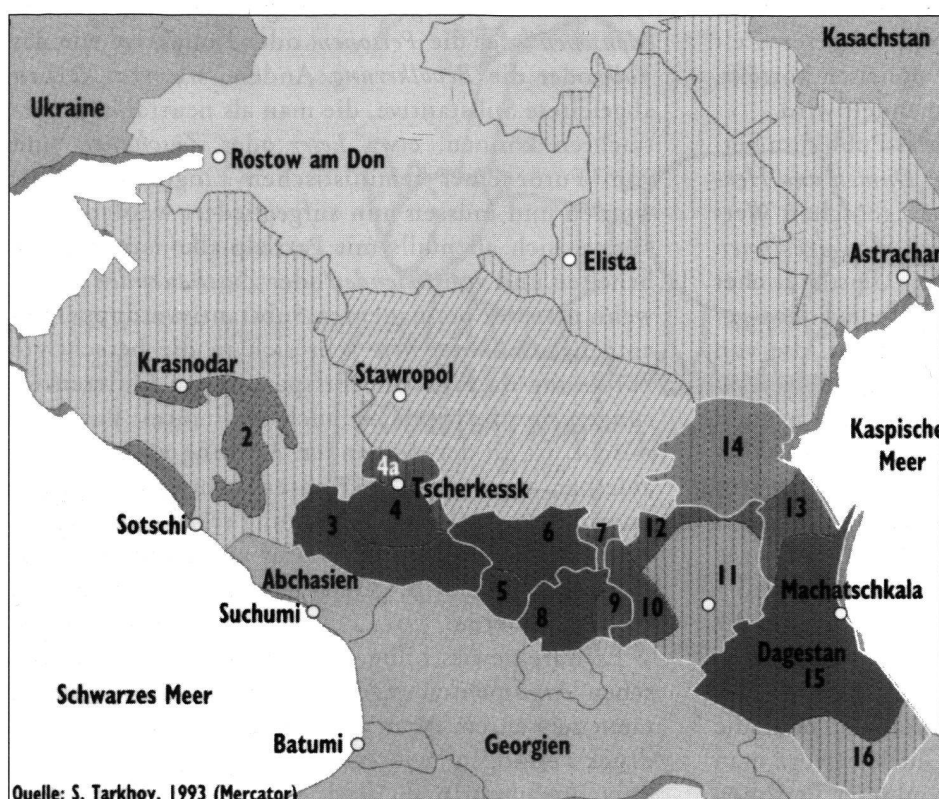 Kasachstan
Ukraine
Rostow am Don
Elista
Astrachan
Krasnodar
Stawropol
2
14
Kaspische
Meer
4a
Tscherkessk
3
4
6
7
12
13
Sotschi
Abchasien
5
8
9
10
11
Machatschkala
Suchumi
Dagestan
15
Schwarzes Meer
Batumi
Georgien
16
Quelle: S. Tarkhov, 1993 (Mercator)